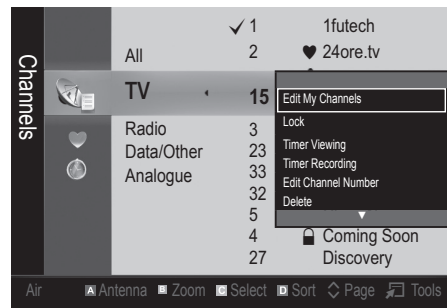 Channels
✓ 1 1futech
All 2 ♥ 24ore.tv
TV 15
Radio 3
Data/Other 23
Analogue 33
32
5
4 Coming Soon
27 Discovery
Edit My Channels
Lock
Timer Viewing
Timer Recording
Edit Channel Number
Delete
▼
Air A Antenna B Zoom C Select D Sort Page Tools